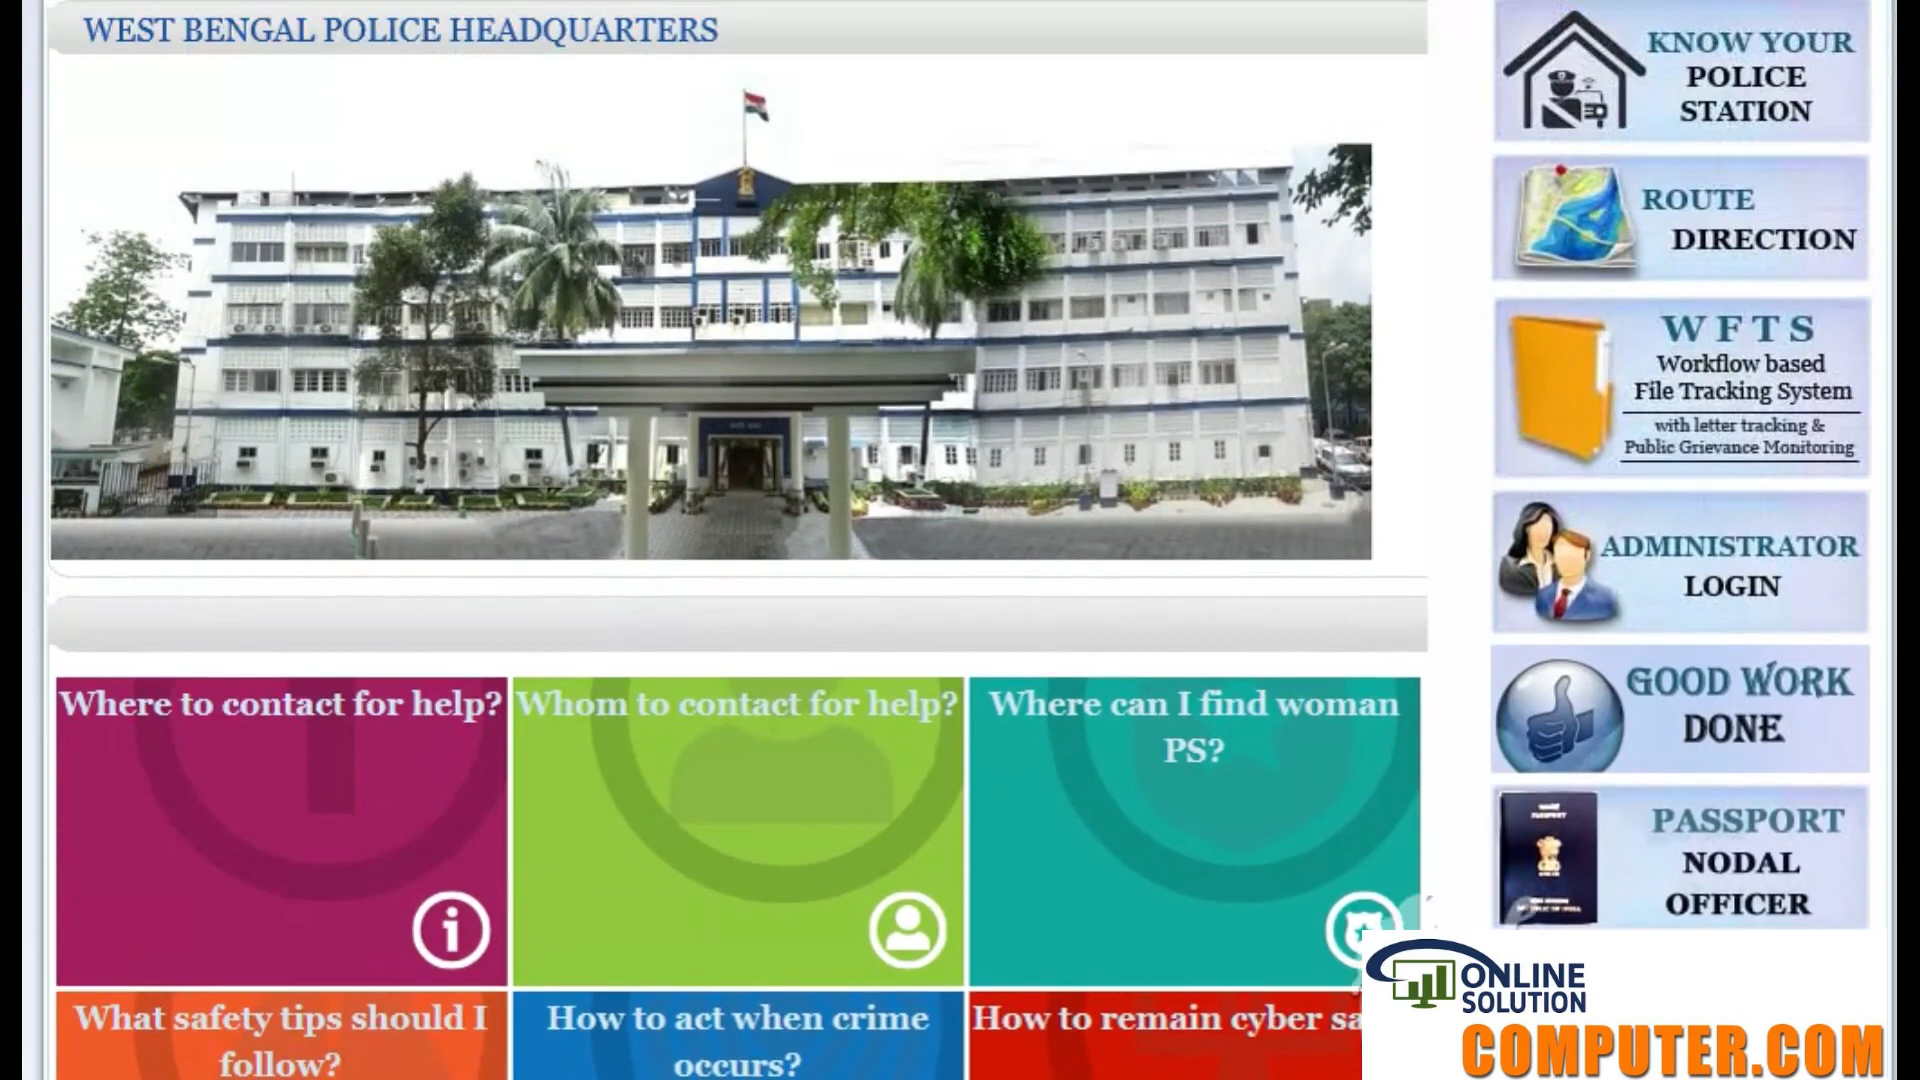 WEST BENGAL POLICE HEADQUARTERS
KNOW YOUR
POLICE
STATION
ROUTE
DIRECTION
W F T S
Workflow based
File Tracking System
with letter tracking &
Public Grievance Monitoring
ADMINISTRATOR
LOGIN
GOOD WORK
DONE
PASSPORT
NODAL
OFFICER
Where to contact for help?
Whom to contact for help?
Where can I find woman
PS?
What safety tips should I
follow?
How to act when crime
occurs?
How to remain cyber sa
ONLINE
SOLUTION
COMPUTER.COM